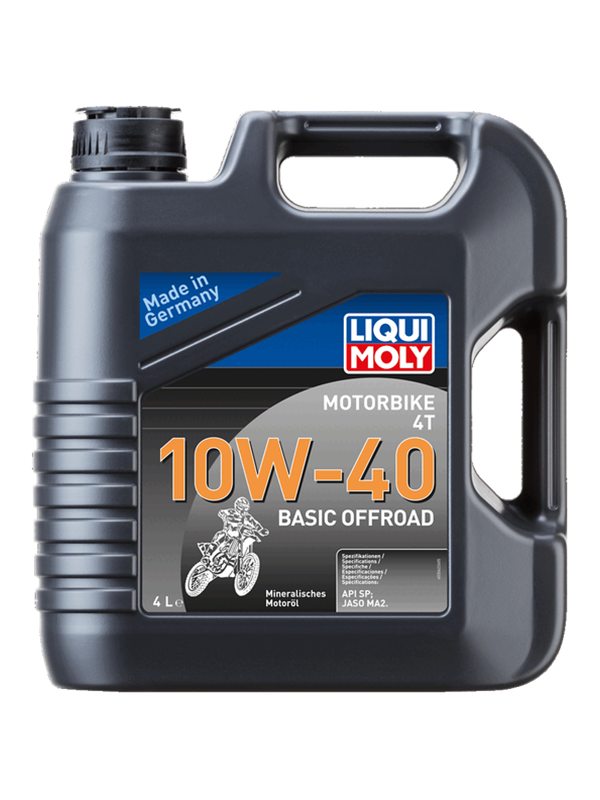 Made in
Germany
LIQUI
MOLY
MOTORBIKE
4T
10W-40
BASIC OFFROAD
Spezifikationen /
Specifications /
Specifiche /
Especificaciones /
Especificações /
Spécifications:
API SP;
JASO MA2.
Mineralisches
Motoröl
4 L e